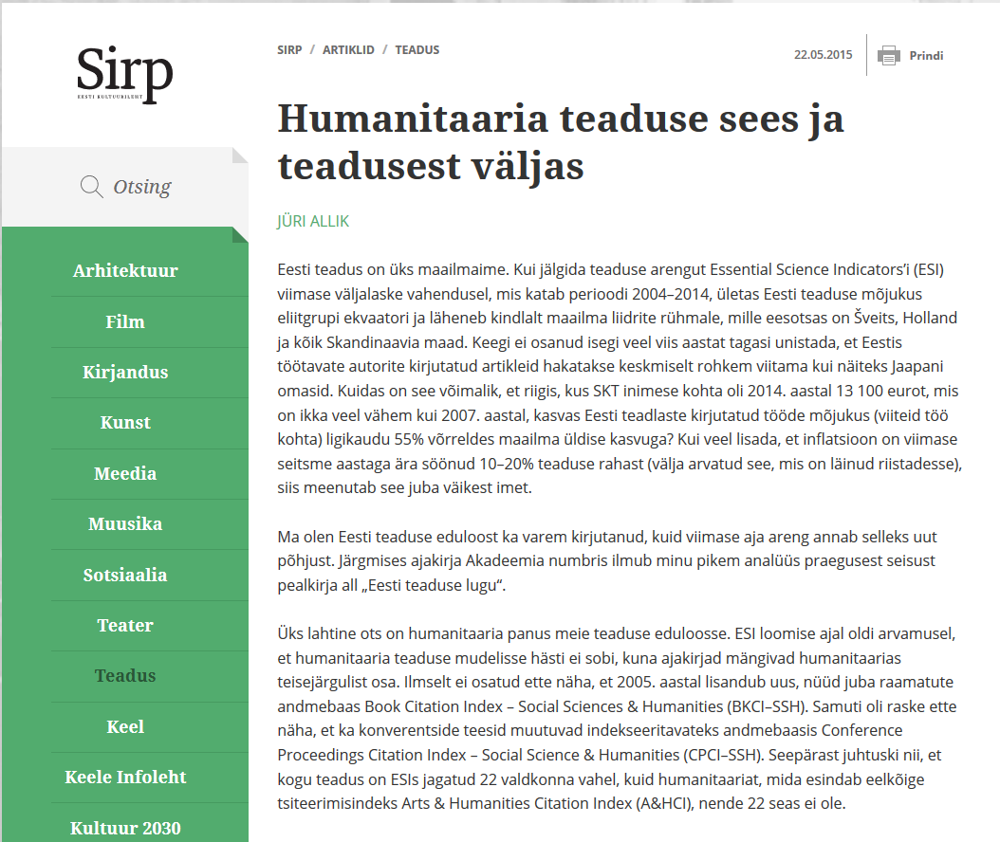 Sirp
EESTI KULTUURILEHT
Otsing
Arhitektuur
Film
Kirjandus
Kunst
Meedia
Muusika
Sotsiaalia
Teater
Teadus
Keel
Keele Infoleht
Kultuur 2030
SIRP / ARTIKLID / TEADUS
22.05.2015
Prindi
Humanitaaria teaduse sees ja
teadusest väljas
JÜRI ALLIK
Eesti teadus on üks maailmaime. Kui jälgida teaduse arengut Essential Science Indicators’i (ESI)
viimase väljalaske vahendusel, mis katab perioodi 2004–2014, ületas Eesti teaduse mõjukus
eliitgrupi ekvaatori ja läheneb kindlalt maailma liidrite rühmale, mille eesotsas on Šveits, Holland
ja kõik Skandinaavia maad. Keegi ei osanud isegi veel viis aastat tagasi unistada, et Eestis
töötavate autorite kirjutatud artikleid hakatakse keskmiselt rohkem viitama kui näiteks Jaapani
omasid. Kuidas on see võimalik, et riigis, kus SKT inimese kohta oli 2014. aastal 13 100 eurot, mis
on ikka veel vähem kui 2007. aastal, kasvas Eesti teadlaste kirjutatud tööde mõjukus (viiteid töö
kohta) ligikaudu 55% võrreldes maailma üldise kasvuga? Kui veel lisada, et inflatsioon on viimase
seitsme aastaga ära söönud 10–20% teaduse rahast (välja arvatud see, mis on läinud riistadesse),
siis meenutab see juba väikest imet.
Ma olen Eesti teaduse eduloost ka varem kirjutanud, kuid viimase aja areng annab selleks uut
põhjust. Järgmises ajakirja Akadeemia numbris ilmub minu pikem analüüs praegusest seisust
pealkirja all „Eesti teaduse lugu“.
Üks lahtine ots on humanitaaria panus meie teaduse eduloosse. ESI loomise ajal oldi arvamusel,
et humanitaaria teaduse mudelisse hästi ei sobi, kuna ajakirjad mängivad humanitaarias
teisejärgulist osa. Ilmselt ei osatud ette näha, et 2005. aastal lisandub uus, nüüd juba raamatute
andmebaas Book Citation Index – Social Sciences & Humanities (BKCI–SSH). Samuti oli raske ette
näha, et ka konverentside teesid muutuvad indekseeritavateks andmebaasis Conference
Proceedings Citation Index – Social Science & Humanities (CPCI–SSH). Seepärast juhtuski nii, et
kogu teadus on ESIs jagatud 22 valdkonna vahel, kuid humanitaariat, mida esindab eelkõige
tsiteerimisindeks Arts & Humanities Citation Index (A&HCI), nende 22 seas ei ole.